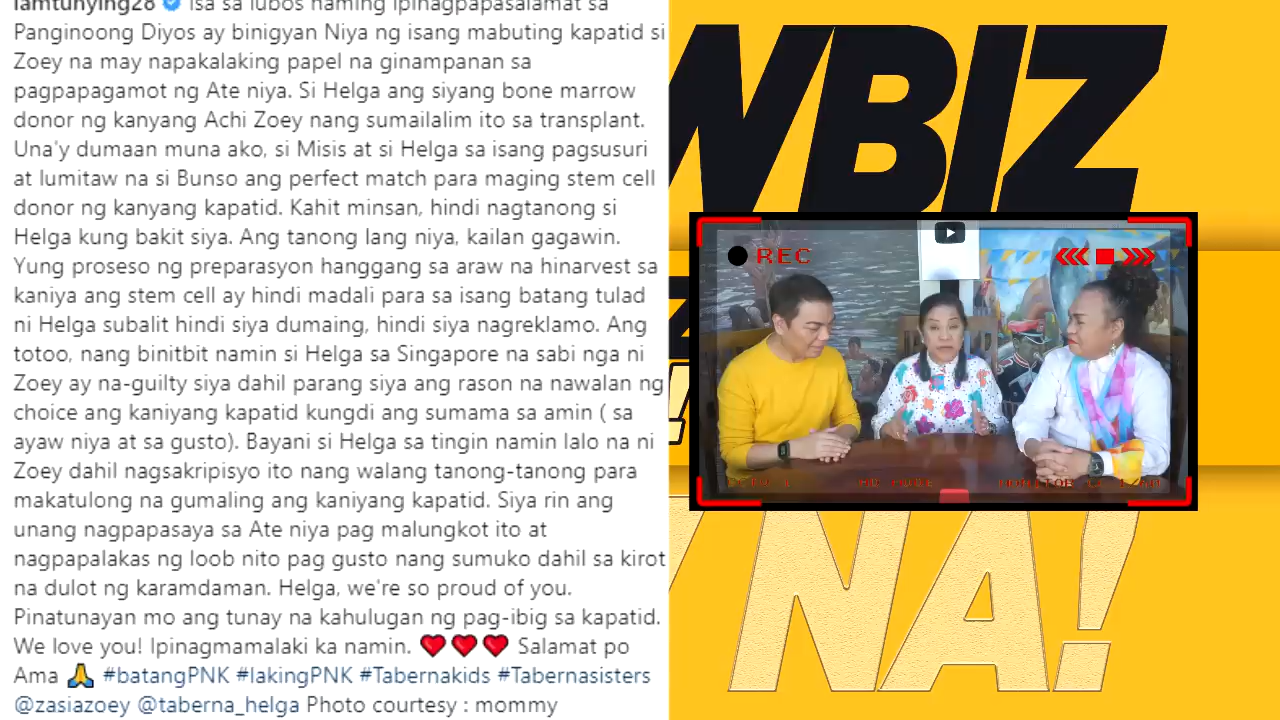 iamtunying28 Isa sa lubos naming ipinagpapasalamat sa
Panginoong Diyos ay binigyan Niya ng isang mabuting kapatid si
Zoey na may napakalaking papel na ginampanan sa
pagpapagamot ng Ate niya. Si Helga ang siyang bone marrow
donor ng kanyang Achi Zoey nang sumailalim ito sa transplant.
Una'y dumaan muna ako, si Misis at si Helga sa isang pagsusuri
at lumitaw na si Bunso ang perfect match para maging stem cell
donor ng kanyang kapatid. Kahit minsan, hindi nagtanong si
Helga kung bakit siya. Ang tanong lang niya, kailan gagawin.
Yung proseso ng preparasyon hanggang sa araw na hinarvest sa
kaniya ang stem cell ay hindi madali para sa isang batang tulad
ni Helga subalit hindi siya dumaing, hindi siya nagreklamo. Ang
totoo, nang binitbit namin si Helga sa Singapore na sabi nga ni
Zoey ay na-guilty siya dahil parang siya ang rason na nawalan ng
choice ang kaniyang kapatid kungdi ang sumama sa amin ( sa
ayaw niya at sa gusto). Bayani si Helga sa tingin namin lalo na ni
Zoey dahil nagsakripisyo ito nang walang tanong-tanong para
makatulong na gumaling ang kaniyang kapatid. Siya rin ang
unang nagpapasaya sa Ate niya pag malungkot ito at
nagpapalakas ng loob nito pag gusto nang sumuko dahil sa kirot
na dulot ng karamdaman. Helga, we're so proud of you.
Pinatunayan mo ang tunay na kahulugan ng pag-ibig sa kapatid.
We love you! Ipinagmamalaki ka namin. ❤️❤️❤️ Salamat po
Ama 🙏 #batangPNK #lakingPNK #Tabernakids #Tabernasisters
@zasiazoey @taberna_helga Photo courtesy : mommy
WBIZ
REC
NA!